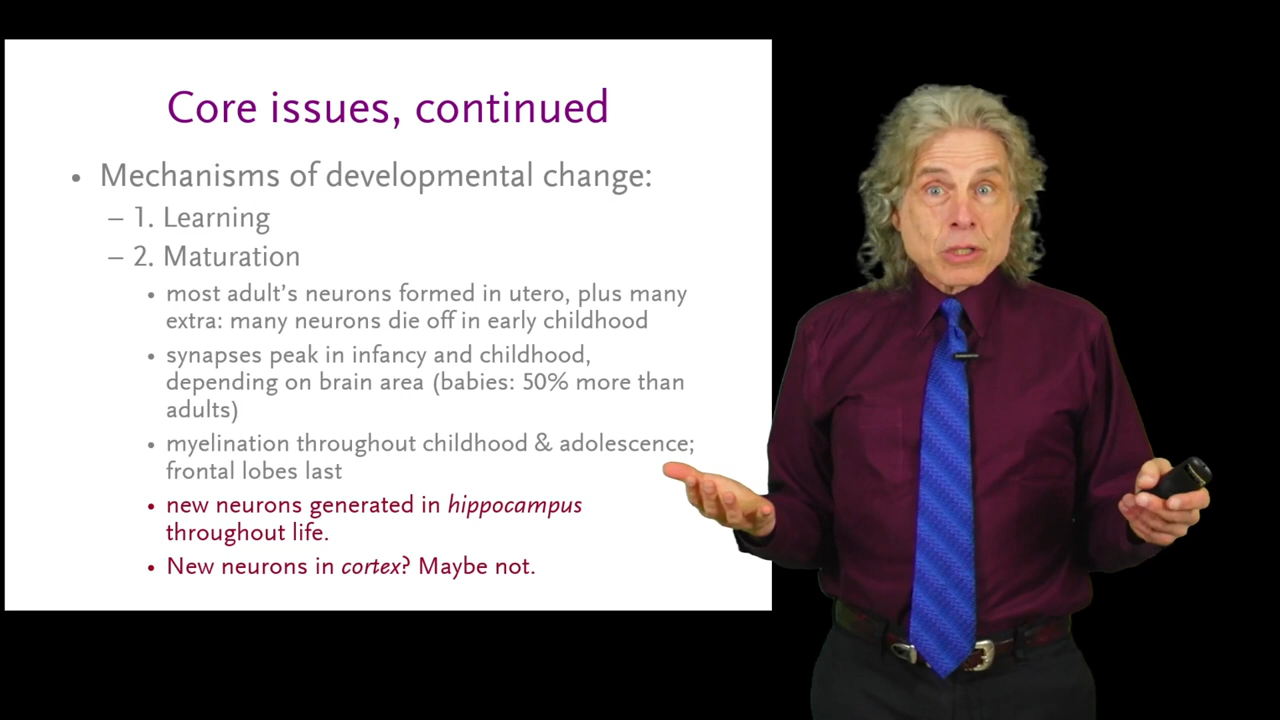 Core issues, continued
• Mechanisms of developmental change:
– 1. Learning
– 2. Maturation
• most adult’s neurons formed in utero, plus many
extra: many neurons die off in early childhood
• synapses peak in infancy and childhood,
depending on brain area (babies: 50% more than
adults)
• myelination throughout childhood & adolescence;
frontal lobes last
• new neurons generated in hippocampus
throughout life.
• New neurons in cortex? Maybe not.